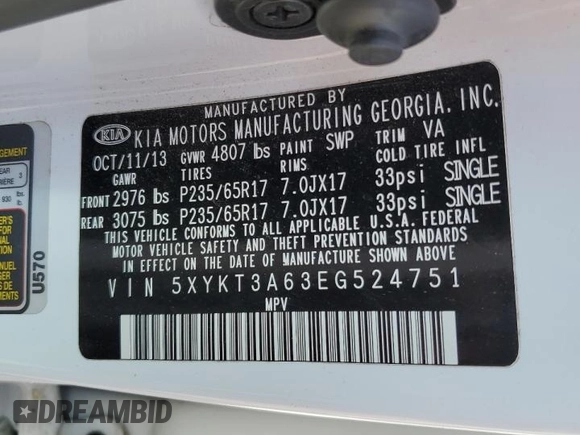 MANUFACTURED BY
KIA KIA MOTORS MANUFACTURING GEORGIA, INC.
OCT/11/13 GVWR 4807 lbs PAINT SWP TRIM VA
GAWR TIRES RIMS COLD TIRE INFL
FRONT 2976 lbs P235/65R17 7.0JX17 33psi SINGLE
REAR 3075 lbs P235/65R17 7.0JX17 33psi SINGLE
THIS VEHICLE CONFORMS TO ALL APPLICABLE U.S.A. FEDERAL
MOTOR VEHICLE SAFETY AND THEFT PREVENTION STANDARDS
IN EFFECT ON THE DATE OF MANUFACTURE SHOWN ABOVE.
VIN 5XYKT3A63EG524751
MPV
U570
DREAMBID